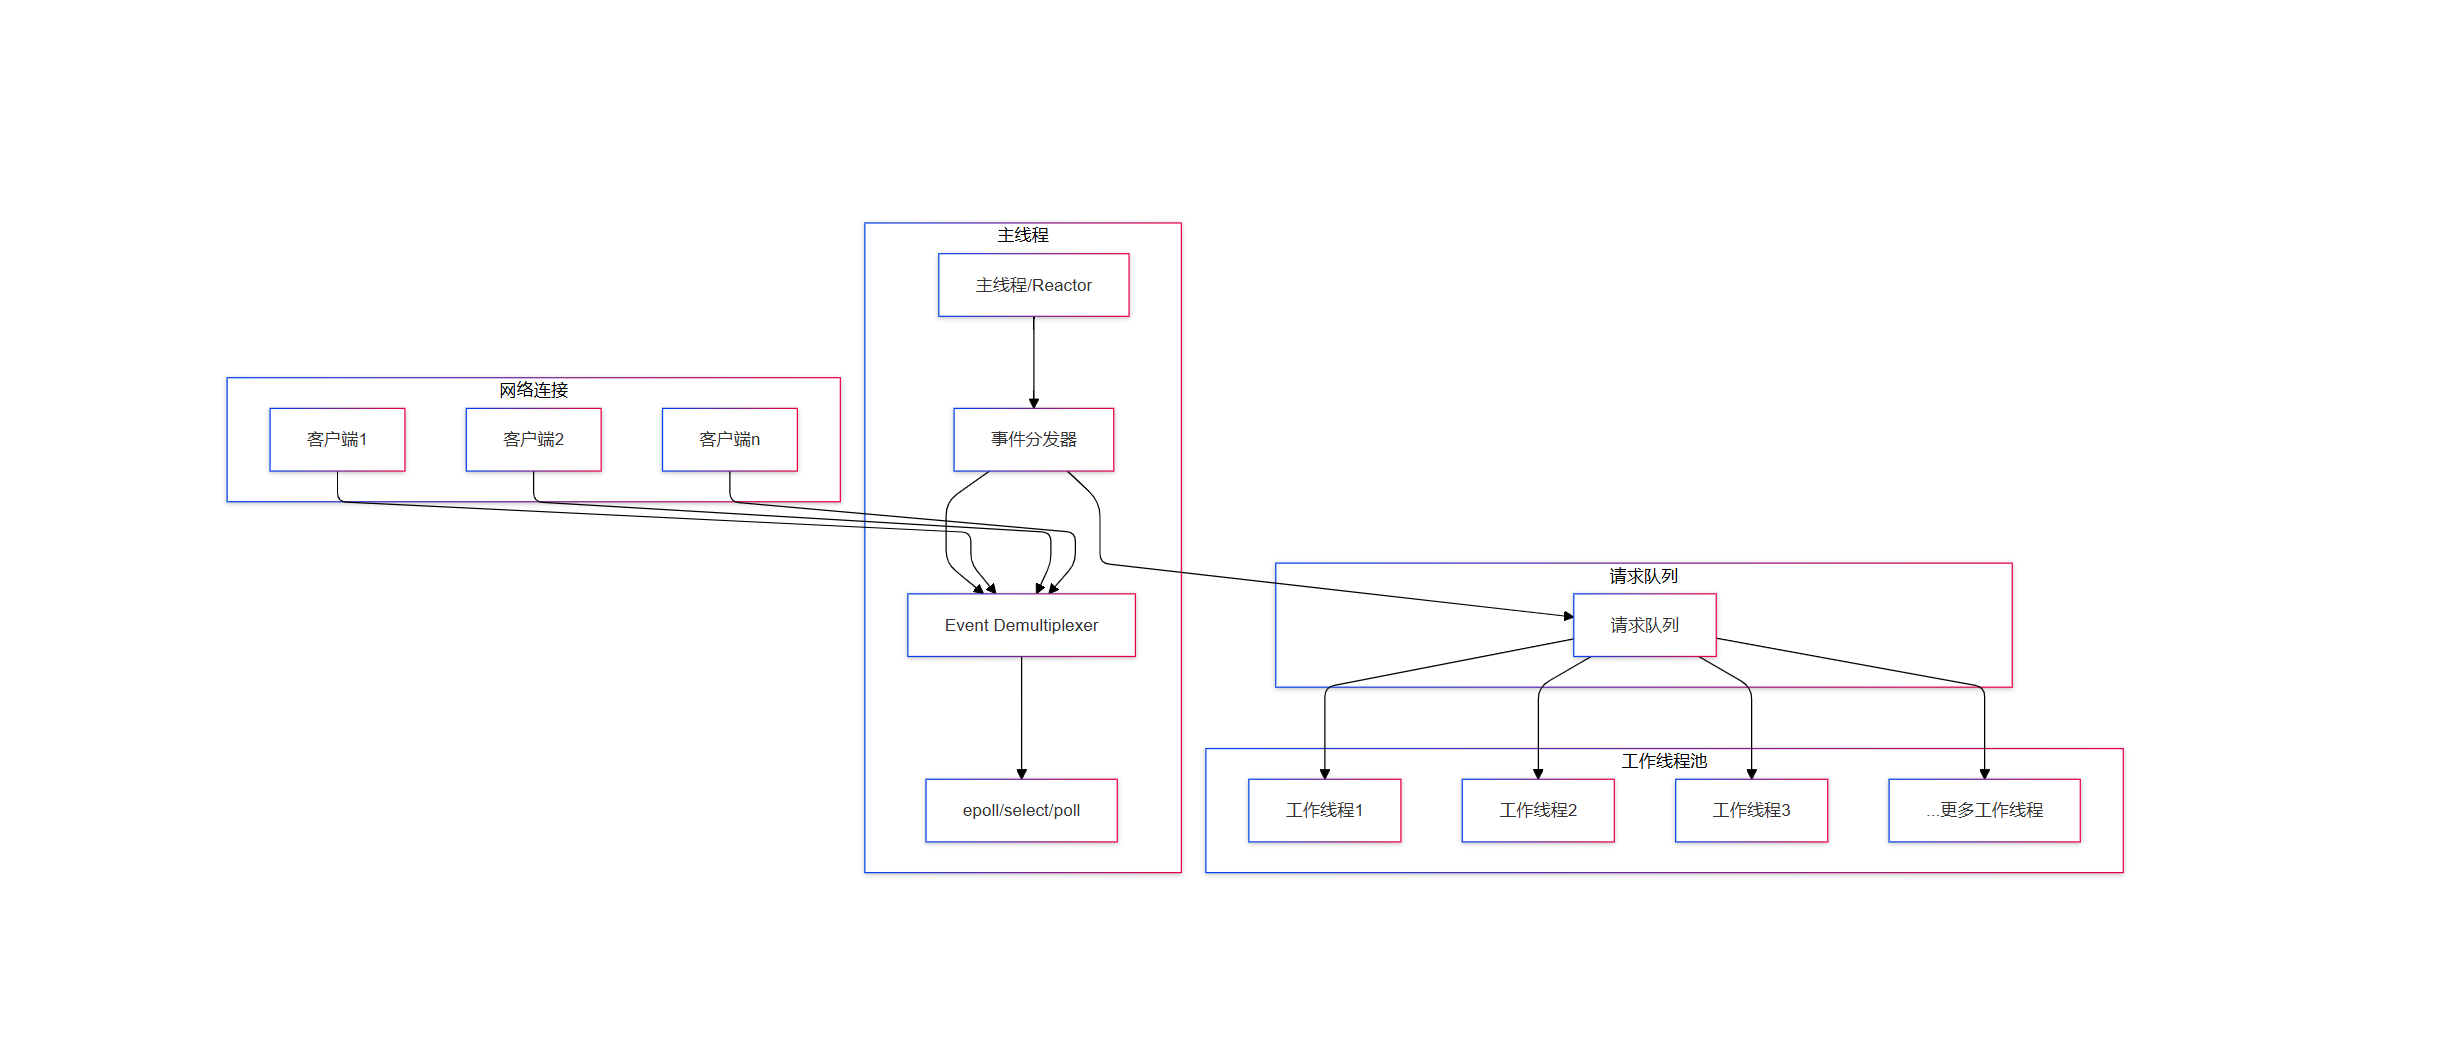 主线程
主线程/Reactor
网络连接
客户端1
客户端2
客户端n
事件分发器
Event Demultiplexer
epoll/select/poll
请求队列
请求队列
工作线程池
工作线程1
工作线程2
工作线程3
...更多工作线程